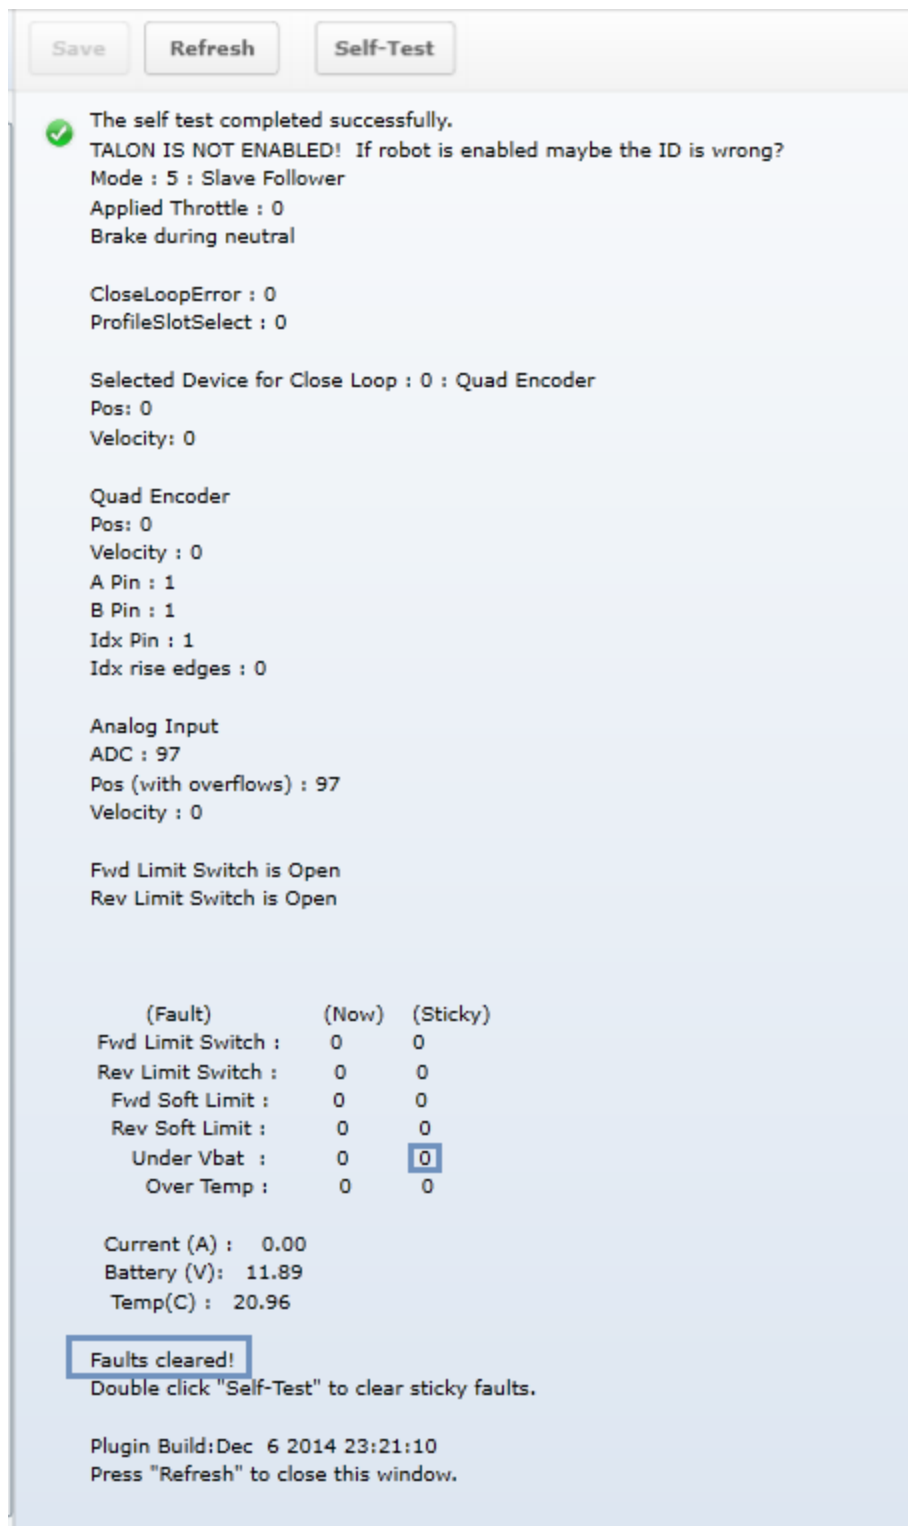 Save Refresh Self-Test
The self test completed successfully.
TALON IS NOT ENABLED!  If robot is enabled maybe the ID is wrong?
Mode : 5 : Slave Follower
Applied Throttle : 0
Brake during neutral
CloseLoopError : 0
ProfileSlotSelect : 0
Selected Device for Close Loop : 0 : Quad Encoder
Pos: 0
Velocity: 0
Quad Encoder
Pos: 0
Velocity : 0
A Pin : 1
B Pin : 1
Idx Pin : 1
Idx rise edges : 0
Analog Input
ADC : 97
Pos (with overflows) : 97
Velocity : 0
Fwd Limit Switch is Open
Rev Limit Switch is Open
(Fault) (Now) (Sticky)
Fwd Limit Switch : 0 0
Rev Limit Switch : 0 0
Fwd Soft Limit : 0 0
Rev Soft Limit : 0 0
Under Vbat : 0 0
Over Temp : 0 0
Current (A) : 0.00
Battery (V): 11.89
Temp(C) : 20.96
Faults cleared!
Double click "Self-Test" to clear sticky faults.
Plugin Build:Dec  6 2014 23:21:10
Press "Refresh" to close this window.